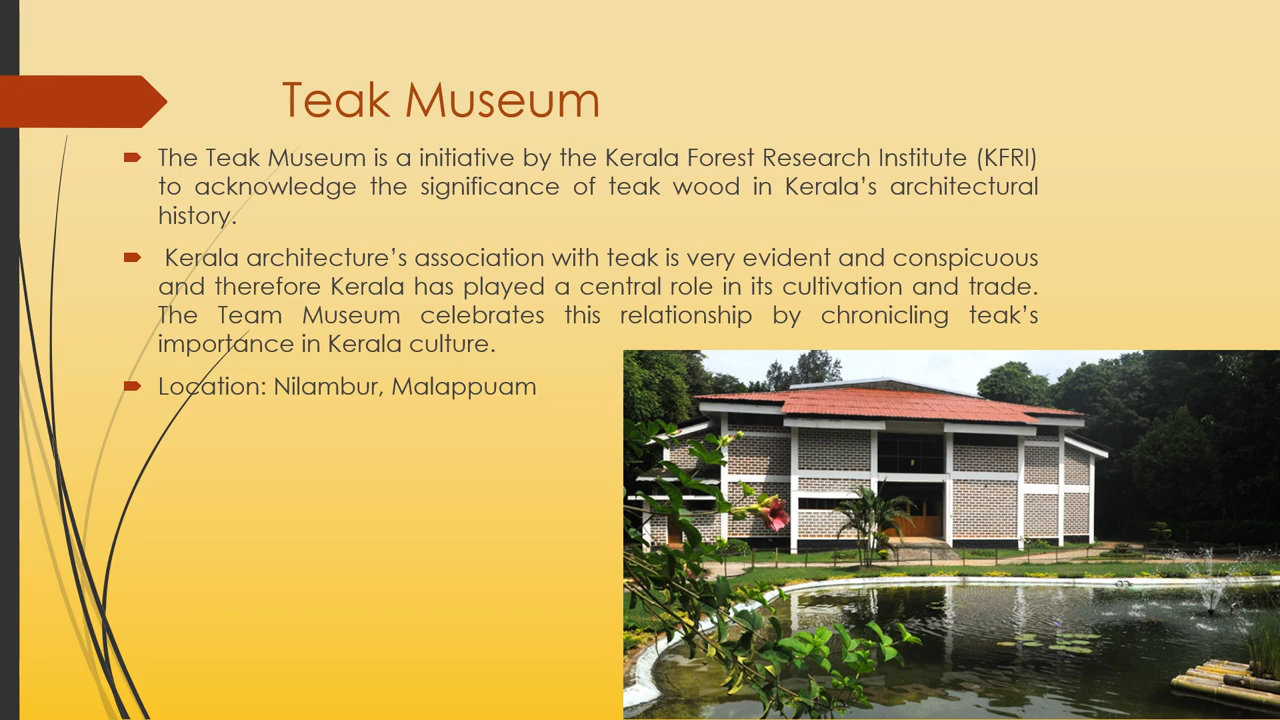 Teak Museum
The Teak Museum is a initiative by the Kerala Forest Research Institute (KFRI)
to acknowledge the significance of teak wood in Kerala’s architectural
history.
Kerala architecture’s association with teak is very evident and conspicuous
and therefore Kerala has played a central role in its cultivation and trade.
The Team Museum celebrates this relationship by chronicling teak’s
importance in Kerala culture.
Location: Nilambur, Malappuam